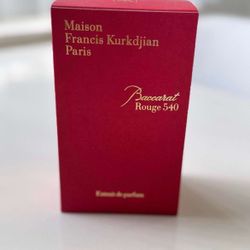 Maison
Francis Kurkdjian
Paris
Baccarat
Rouge 540
Extrait de parfum